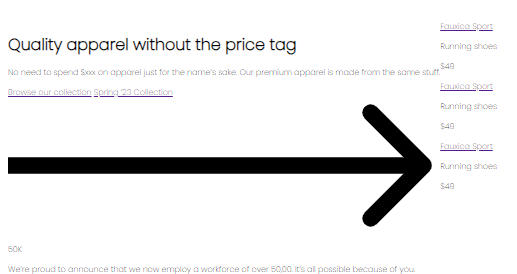 Quality apparel without the price tag
No need to spend $xxx on apparel just for the name's sake. Our premium apparel is made from the same stuff.
Browse our collection Spring '23 Collection
50K
We're proud to announce that we now employ a workforce of over 50,00. It's all possible because of you.
Fauxica Sport
Running shoes
$49
Fauxica Sport
Running shoes
$49
Fauxica Sport
Running shoes
$49